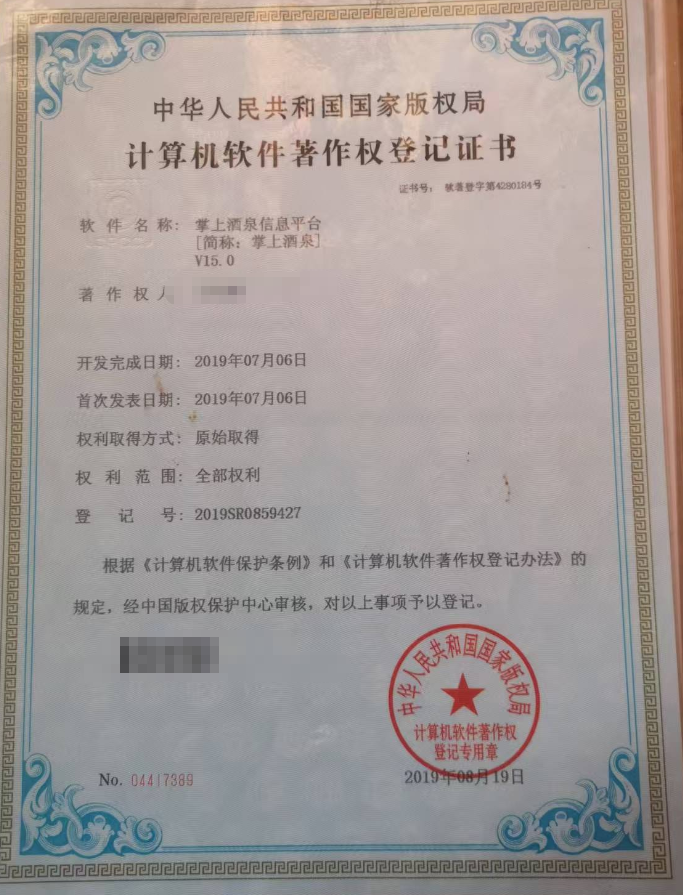 中华人民共和国国家版权局
计算机软件著作权登记证书
证书号： 软著登字第4280184号
软件名称： 掌上酒泉信息平台
[简称：掌上酒泉]
V15.0
著作权人
开发完成日期： 2019年07月06日
首次发表日期： 2019年07月06日
权利取得方式： 原始取得
权利范围： 全部权利
登记号： 2019SR0859427
根据《计算机软件保护条例》和《计算机软件著作权登记办法》的
规定，经中国版权保护中心审核，对以上事项予以登记。
中华人民共和国国家版权局
计算机软件著作权
登记专用章
No. 04417389
2019年08月19日